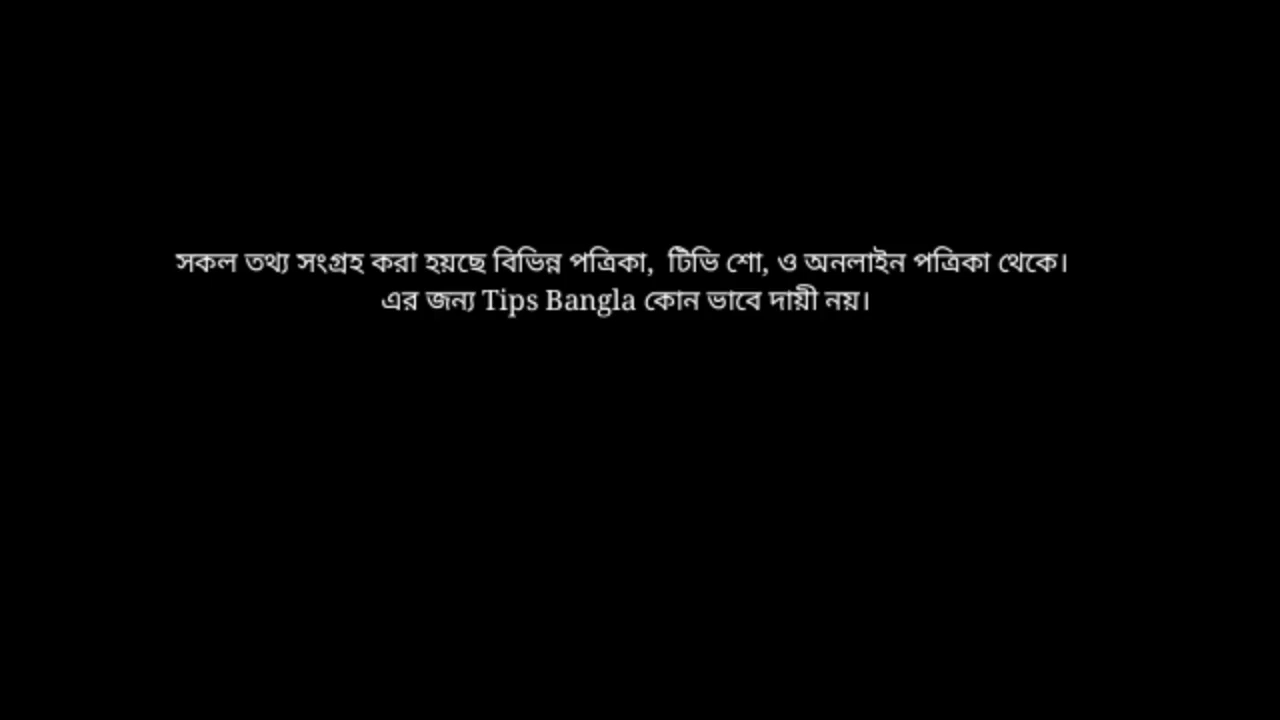 সকল তথ্য সংগ্রহ করা হয়ছে বিভিন্ন পত্রিকা, টিভি শো, ও অনলাইন পত্রিকা থেকে।
এর জন্য Tips Bangla কোন ভাবে দায়ী নয়।